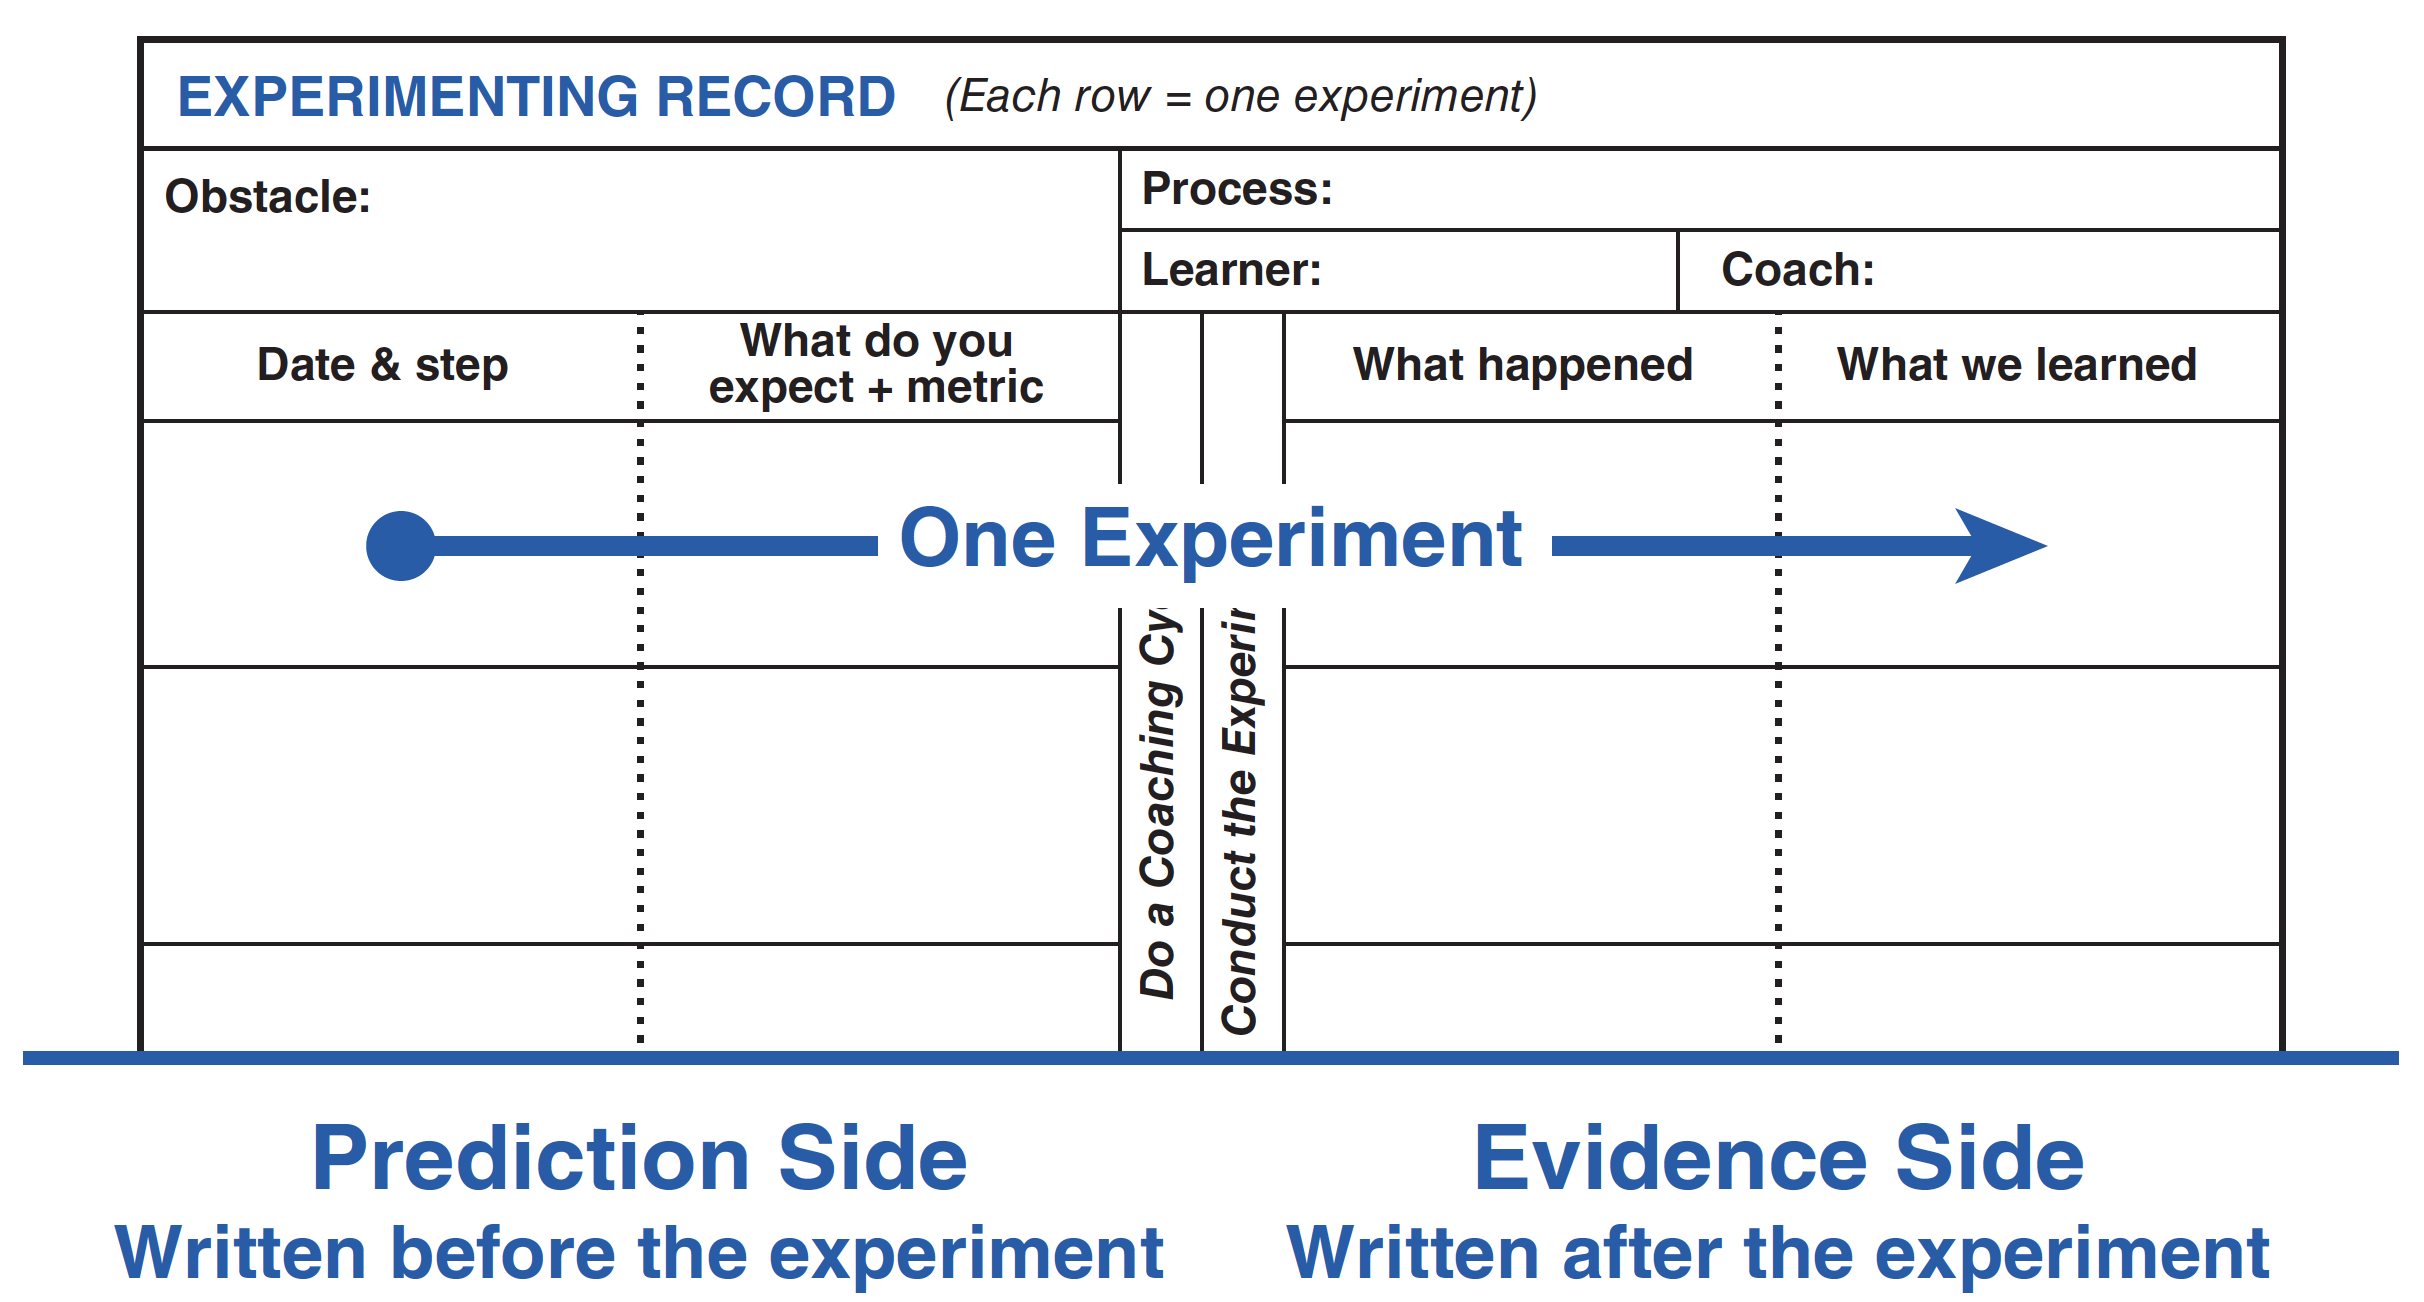 EXPERIMENTING RECORD (Each row = one experiment)
Obstacle:
Process:
Learner:
Coach:
Date & step
What do you
expect + metric
What happened
What we learned
One Experiment
Do a Coaching Cy
Conduct the Experi
Prediction Side
Written before the experiment
Evidence Side
Written after the experiment